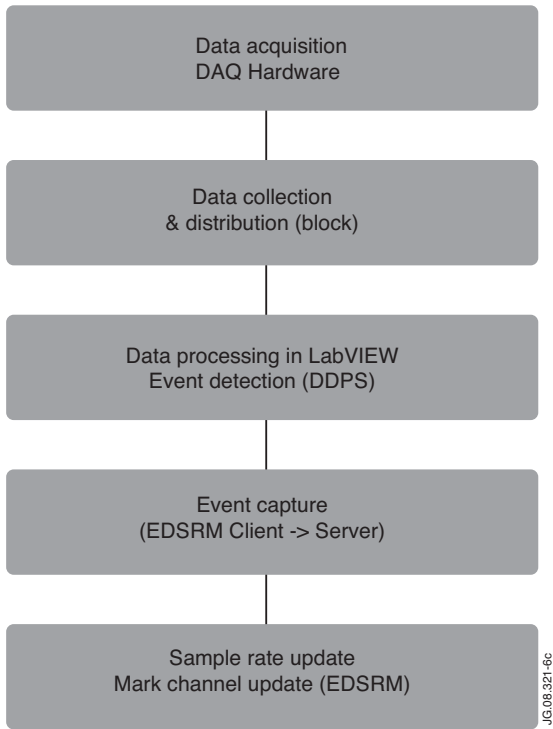 Data acquisition
DAQ Hardware
Data collection
& distribution (block)
Data processing in LabVIEW
Event detection (DDPS)
Event capture
(EDSRM Client -> Server)
Sample rate update
Mark channel update (EDSRM)
JG.08.321-6c